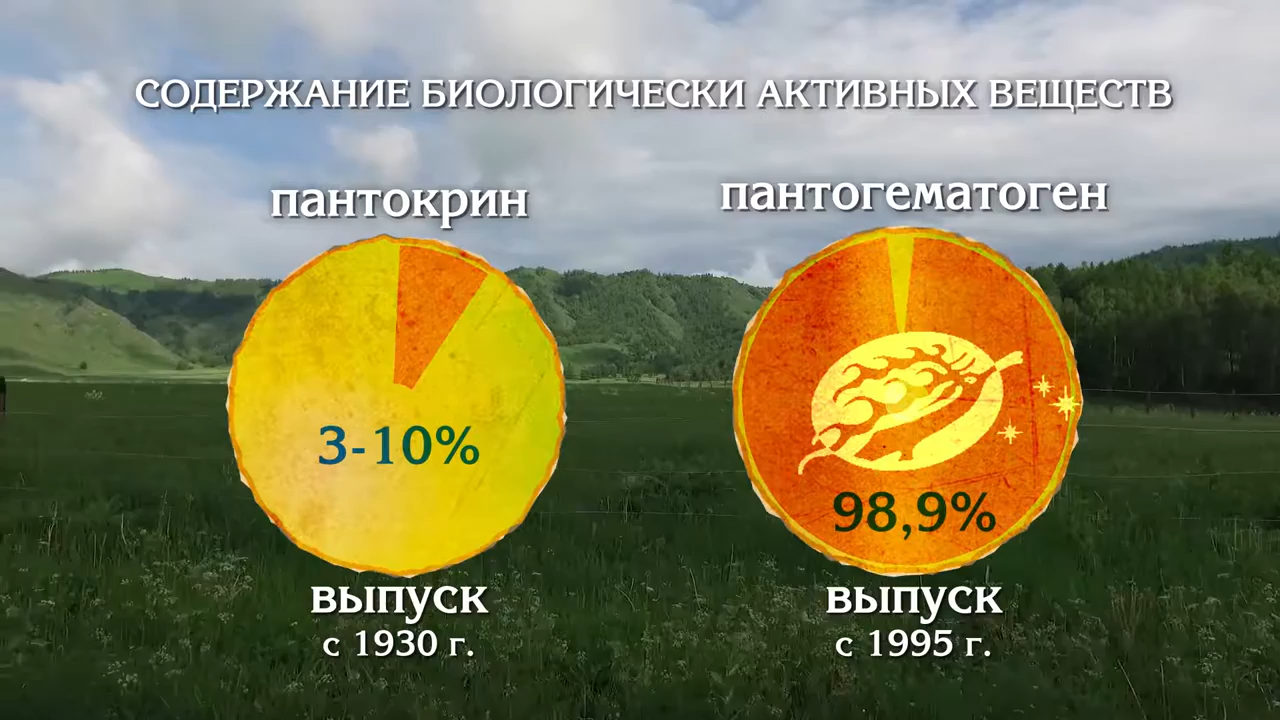 СОДЕРЖАНИЕ БИОЛОГИЧЕСКИ АКТИВНЫХ ВЕЩЕСТВ
пантокрин
пантогематоген
3-10%
98,9%
выпуск
с 1930 г.
выпуск
с 1995 г.